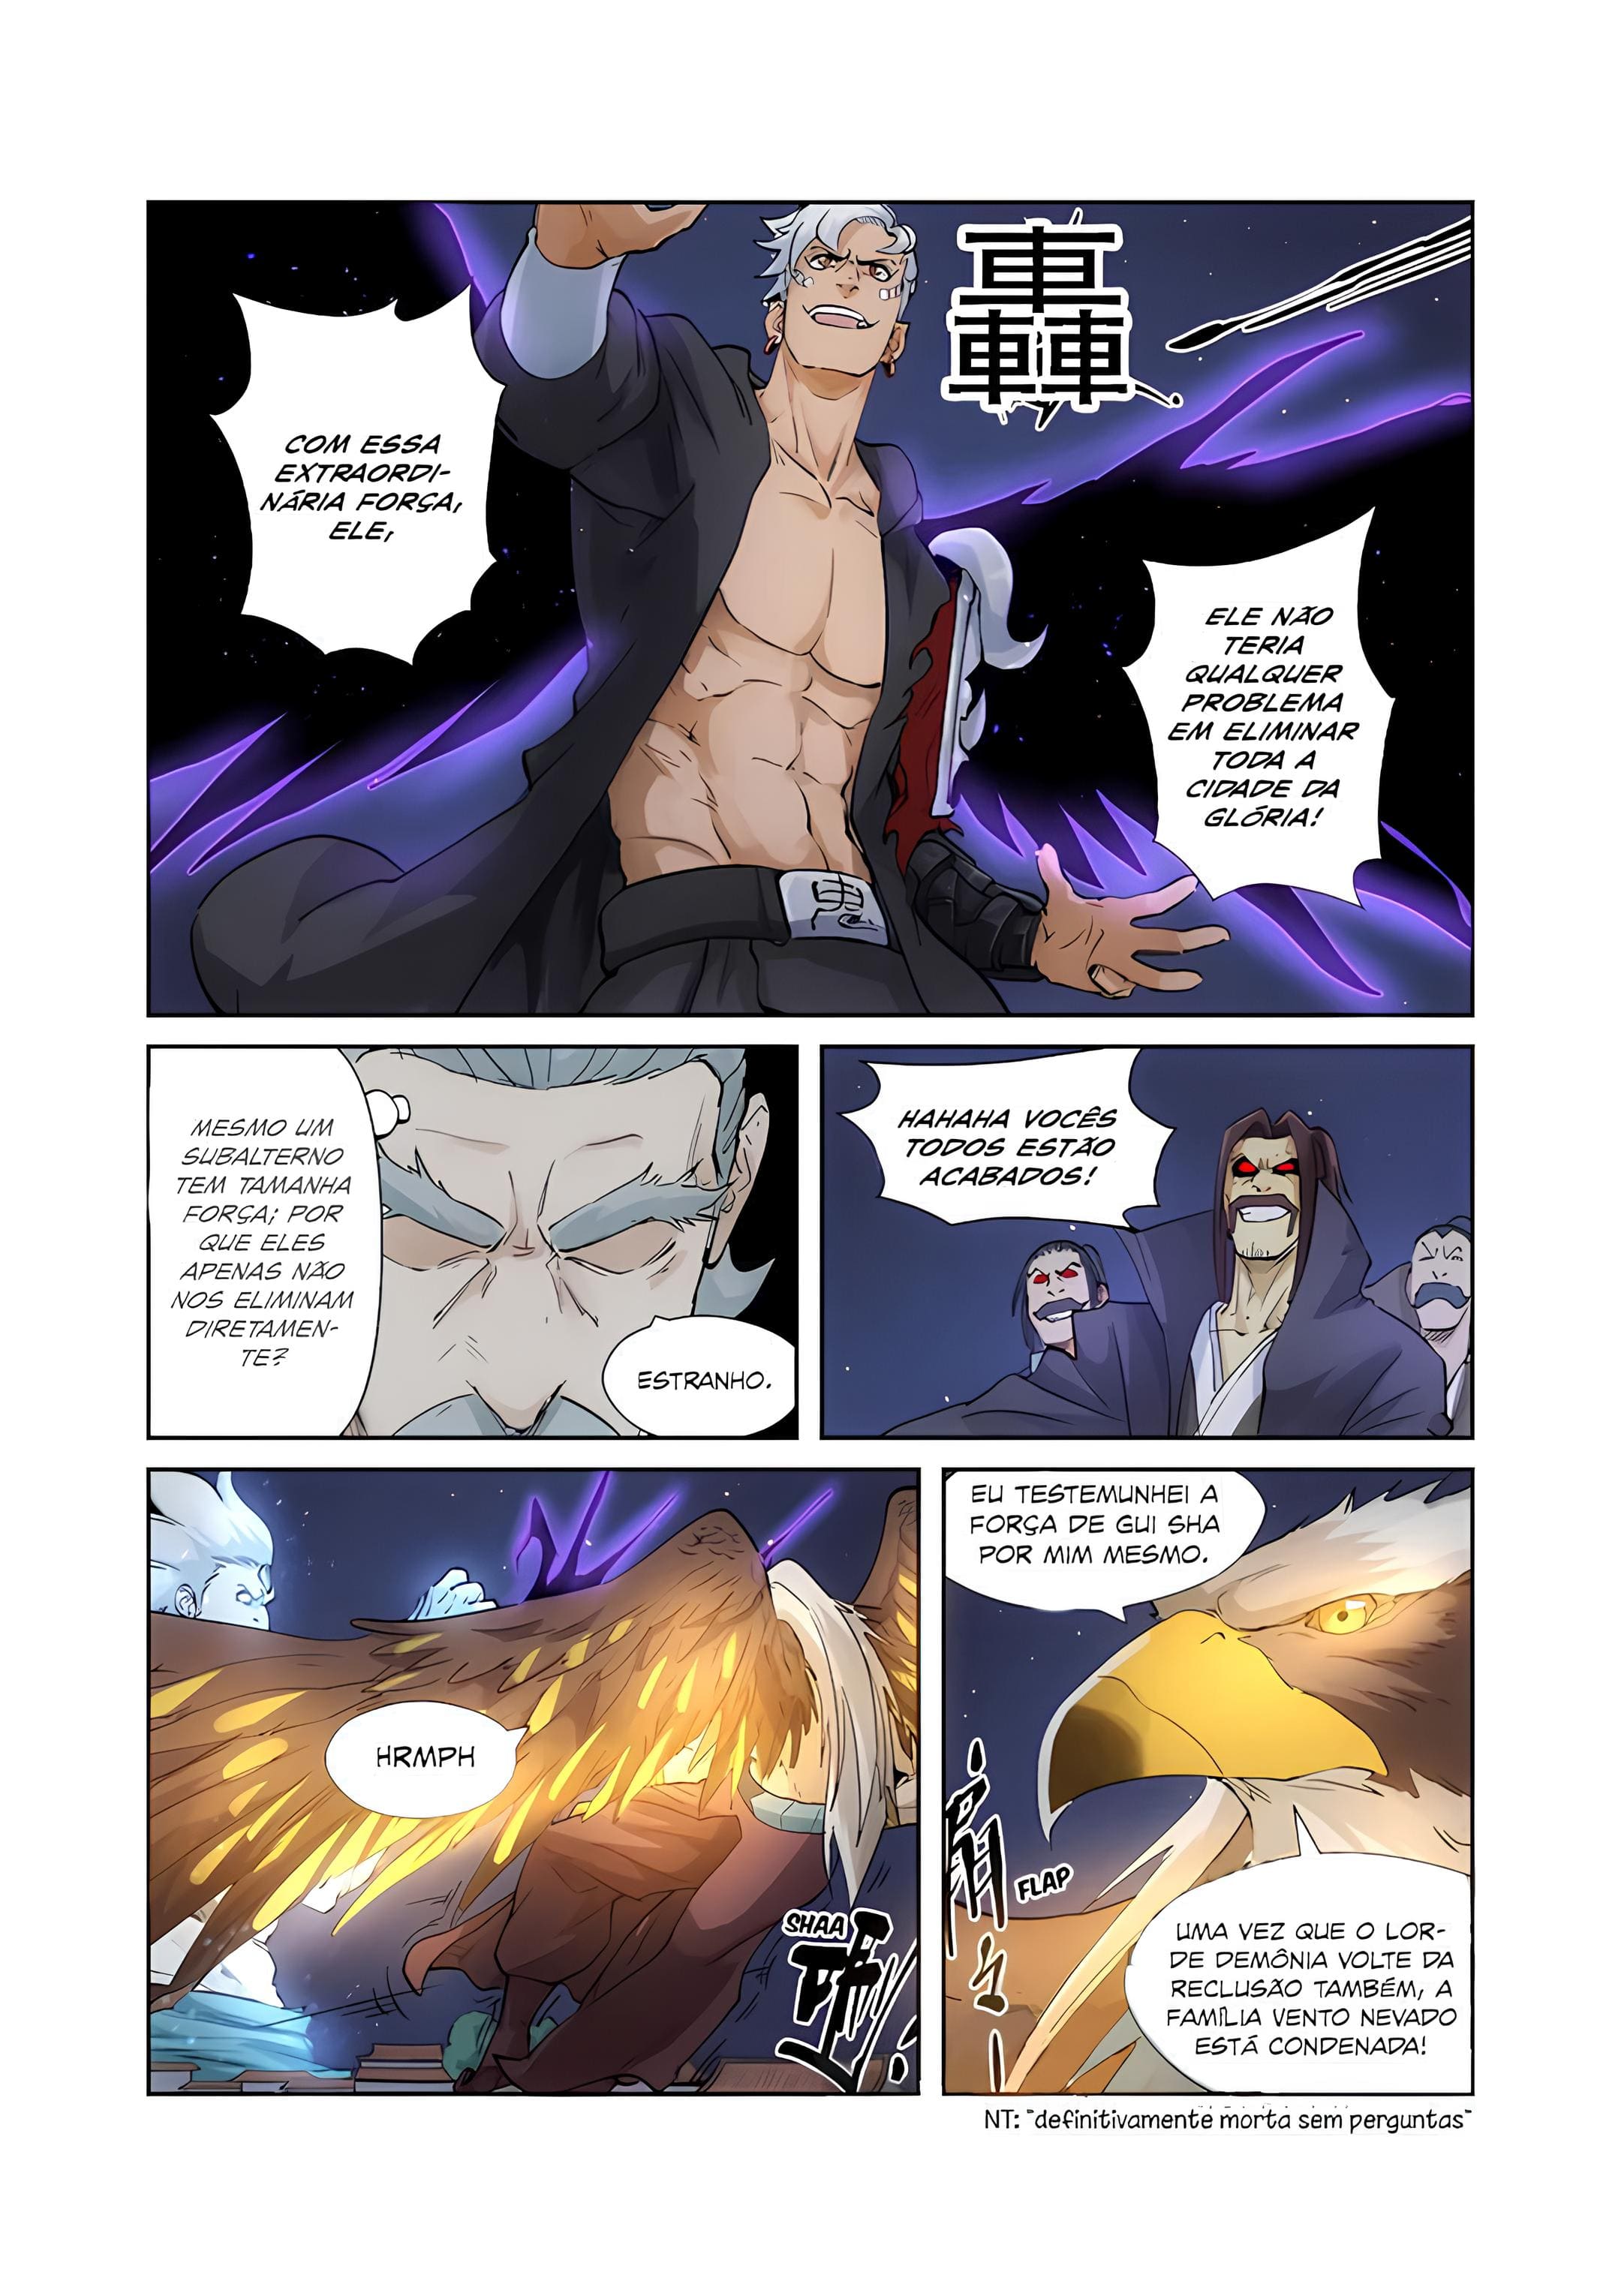 轟
COM ESSA
EXTRAORDI-
NÁRIA FORÇA,
ELE,
ELE NÃO
TERIA
QUALQUER
PROBLEMA
EM ELIMINAR
TODA A
CIDADE DA
GLÓRIA!
鬼
MESMO UM
SUBALTERNO
TEM TAMANHA
FORÇA; POR
QUE ELES
APENAS NÃO
NOS ELIMINAM
DIRETAMEN-
TE?
ESTRANHO.
HAHAHA VOCÊS
TODOS ESTÃO
ACABADOS!
HRMPH
SHAA
EU TESTEMUNHEI A
FORÇA DE GUI SHA
POR MIM MESMO.
FLAP
UMA VEZ QUE O LOR-
DE DEMÔNIA VOLTE DA
RECLUSÃO TAMBÉM, A
FAMÍLIA VENTO NEVADO
ESTÁ CONDENADA!
NT: "definitivamente morta sem perguntas"